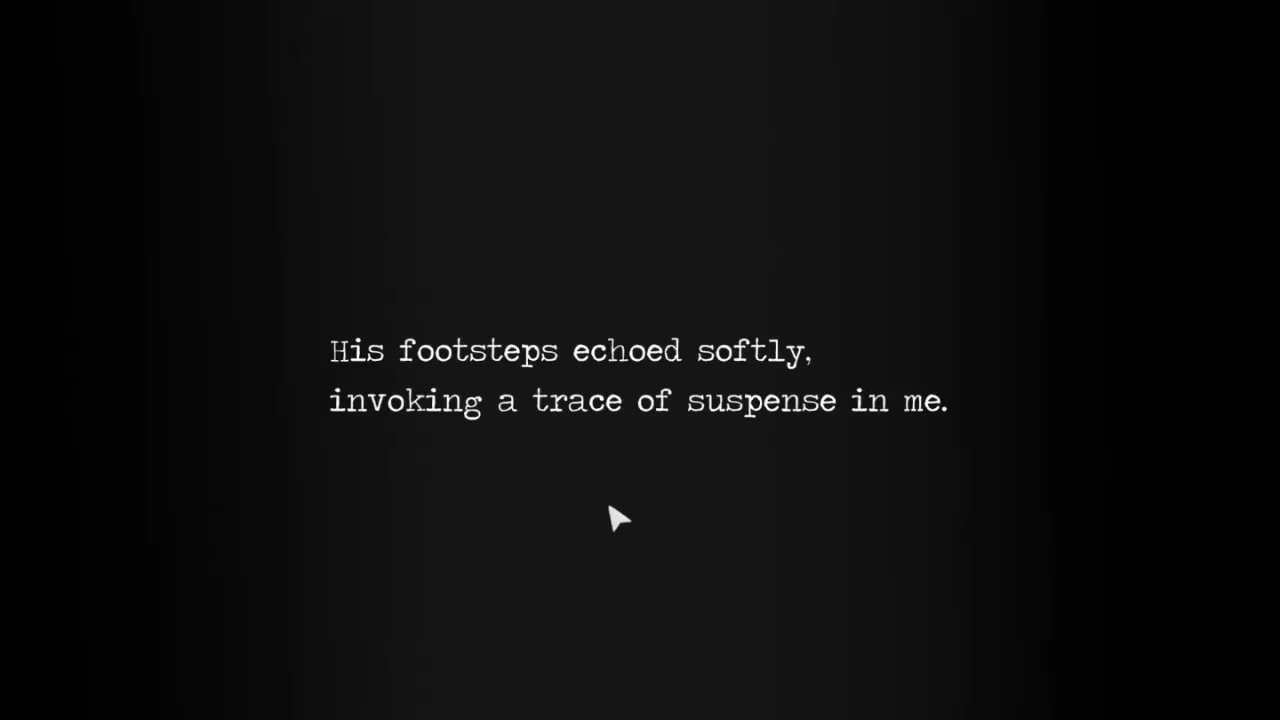 His footsteps echoed softly,
invoking a trace of suspense in me.